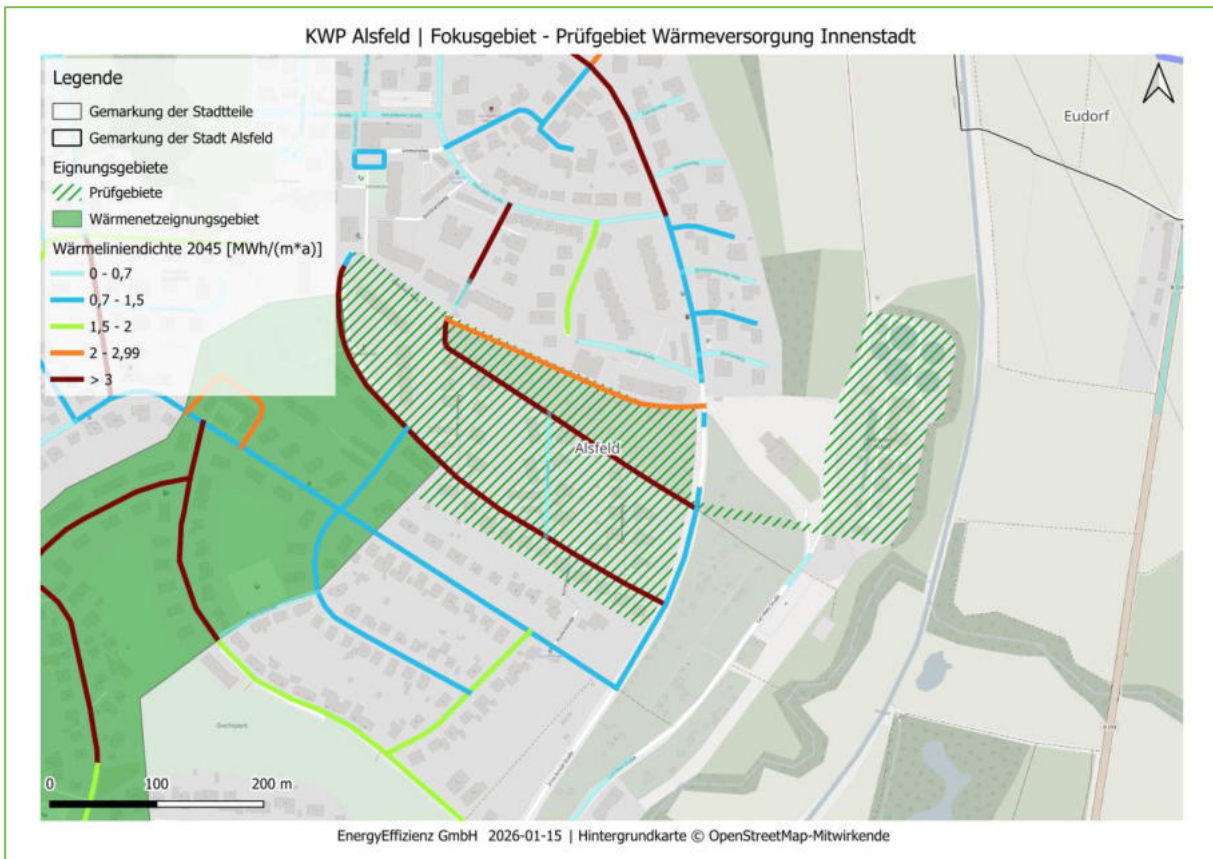 KWP Alsfeld | Fokusgebiet - Prüfgebiet Wärmeversorgung Innenstadt
Legende
Gemarkung der Stadtteile
Gemarkung der Stadt Alsfeld
Eignungsgebiete
Prüfgebiete
Wärmenetzeignungsgebiet
Wärmeliniendichte 2045 [MWh/(m*a)]
0 - 0,7
0,7 - 1,5
1,5 - 2
2 - 2,99
> 3
Eudorf
Alsfeld
0 100 200 m
EnergyEffizienz GmbH 2026-01-15 | Hintergrundkarte © OpenStreetMap-Mitwirkende